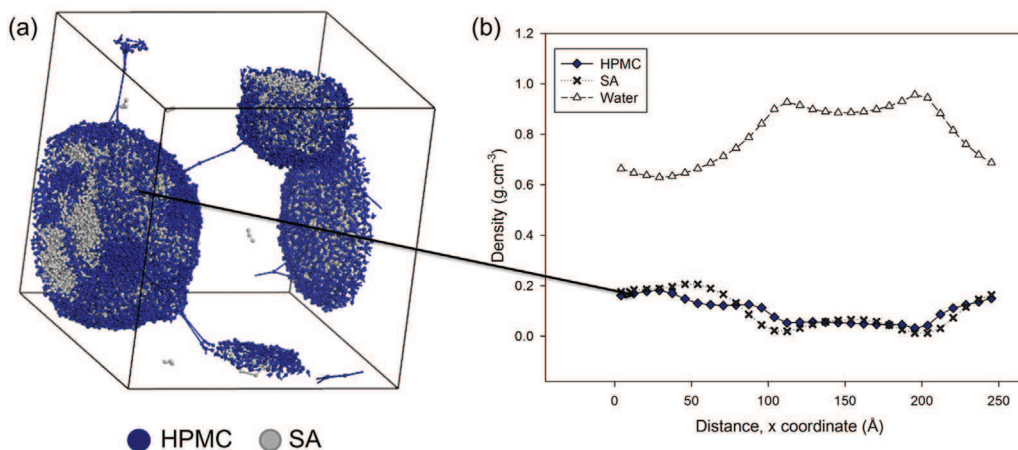 (a)
HPMC SA
(b)
1.2
1.0
0.8
0.6
0.4
0.2
0.0
Density (g.cm⁻³)
HPMC
SA
Water
0 50 100 150 200 250
Distance, x coordinate (Å)